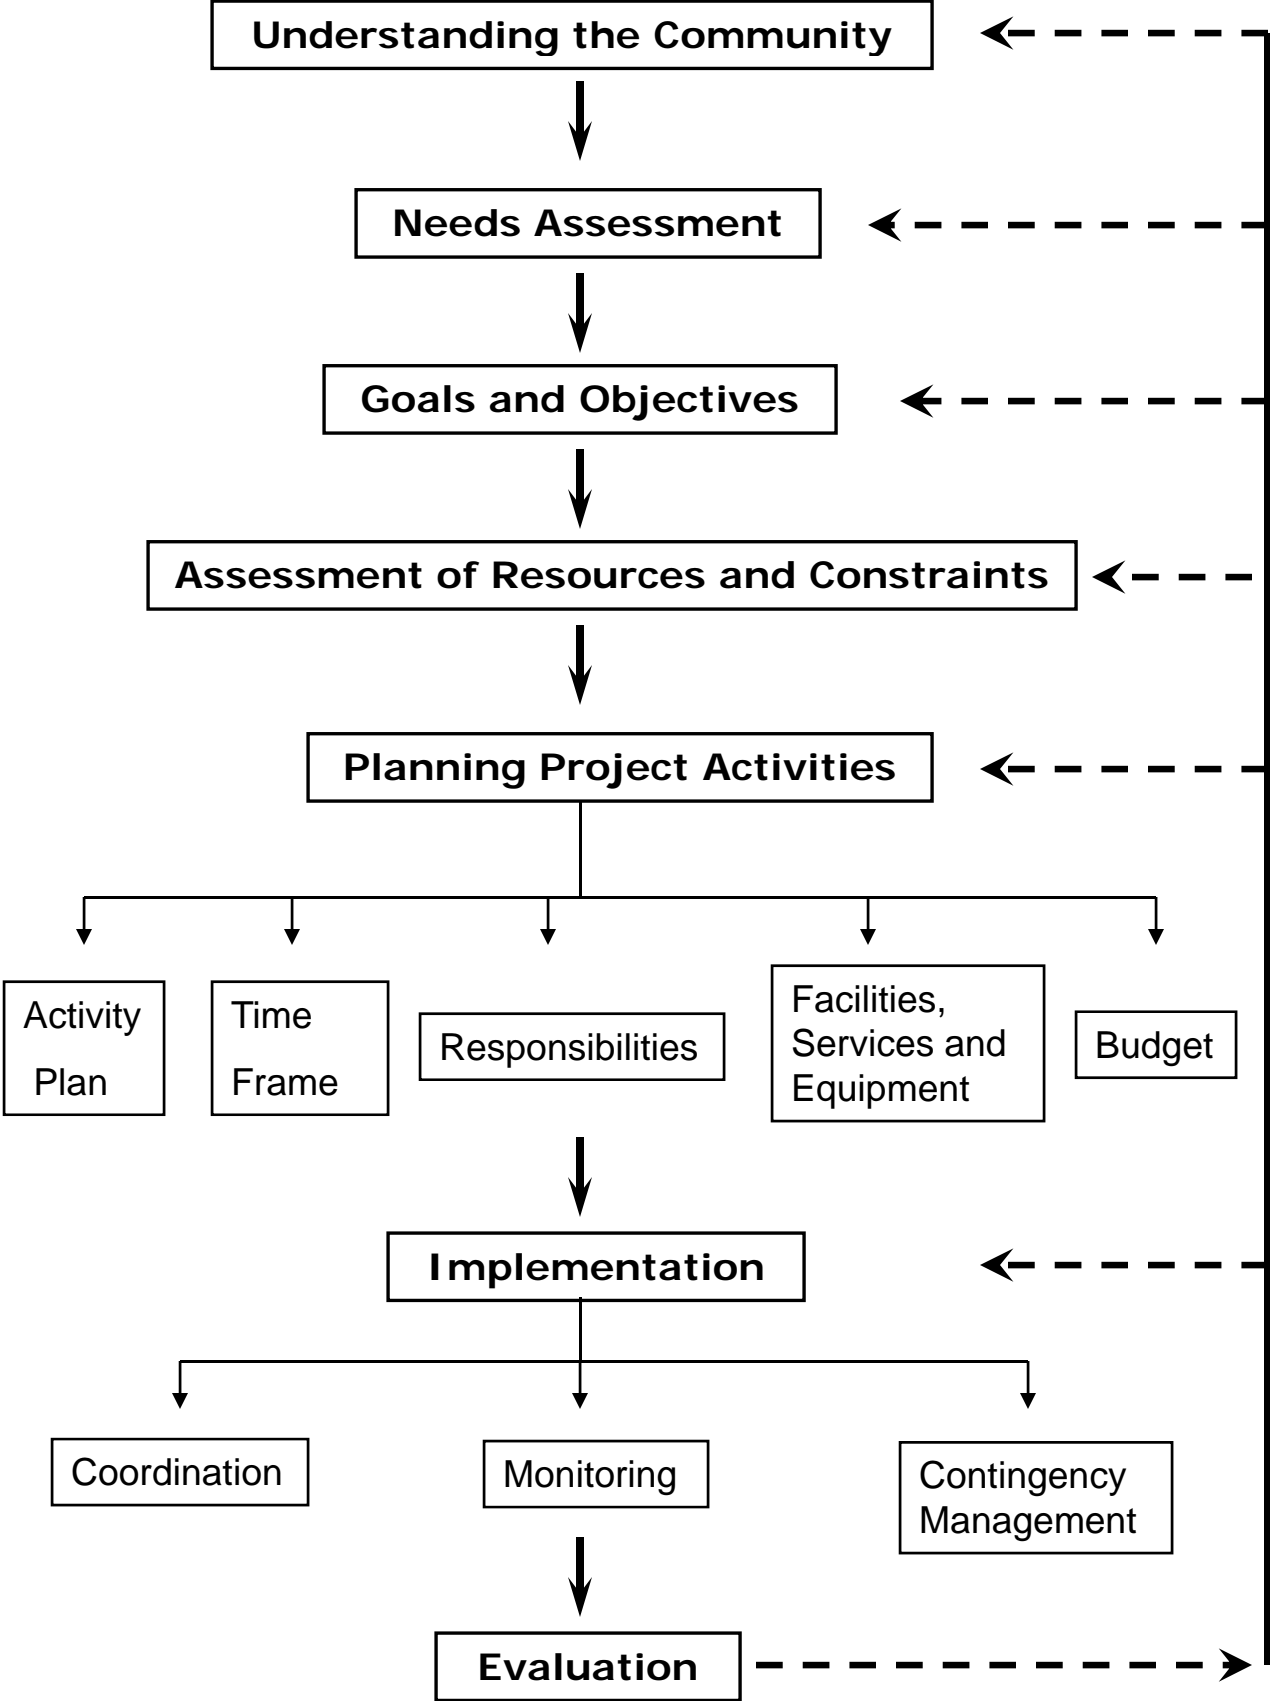 Understanding the Community
Needs Assessment
Goals and Objectives
Assessment of Resources and Constraints
Planning Project Activities
Activity
Plan
Time
Frame
Responsibilities
Facilities,
Services and
Equipment
Budget
Implementation
Coordination
Monitoring
Contingency
Management
Evaluation